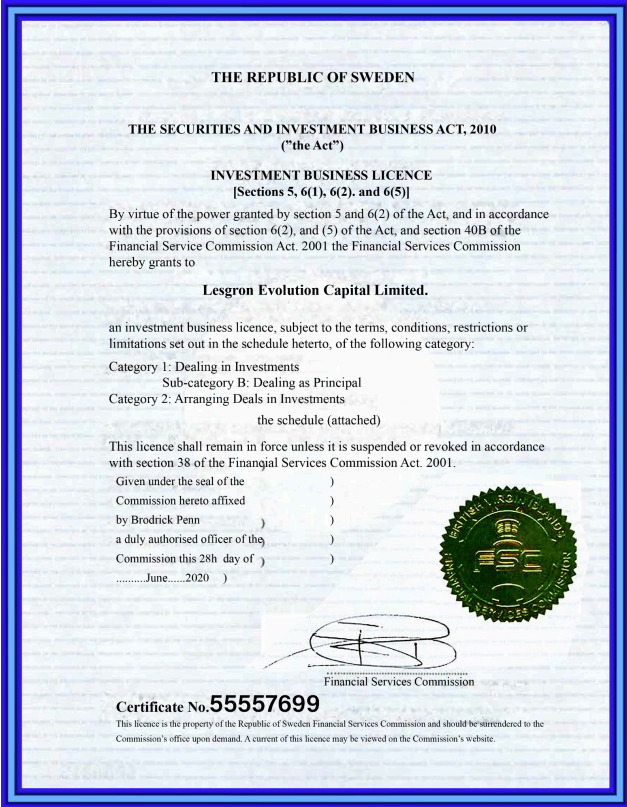 THE REPUBLIC OF SWEDEN
THE SECURITIES AND INVESTMENT BUSINESS ACT, 2010
("the Act")
INVESTMENT BUSINESS LICENCE
[Sections 5, 6(1), 6(2). and 6(5)]
By virtue of the power granted by section 5 and 6(2) of the Act, and in accordance
with the provisions of section 6(2), and (5) of the Act, and section 40B of the
Financial Service Commission Act. 2001 the Financial Services Commission
hereby grants to
Lesgron Evolution Capital Limited.
an investment business licence, subject to the terms, conditions, restrictions or
limitations set out in the schedule heterto, of the following category:
Category 1: Dealing in Investments
Sub-category B: Dealing as Principal
Category 2: Arranging Deals in Investments
the schedule (attached)
This licence shall remain in force unless it is suspended or revoked in accordance
with section 38 of the Financial Services Commission Act. 2001.
Given under the seal of the )
Commission hereto affixed )
by Brodrick Penn ) )
a duly authorised officer of the ) )
Commission this 28h day of ) )
..........June......2020 )
BRITISH VIRGIN ISLANDS
FSC
FINANCIAL SERVICES COMMISSION
Financial Services Commission
Certificate No.55557699
This licence is the property of the Republic of Sweden Financial Services Commission and should be surrendered to the
Commission's office upon demand. A current of this licence may be viewed on the Commission's website.